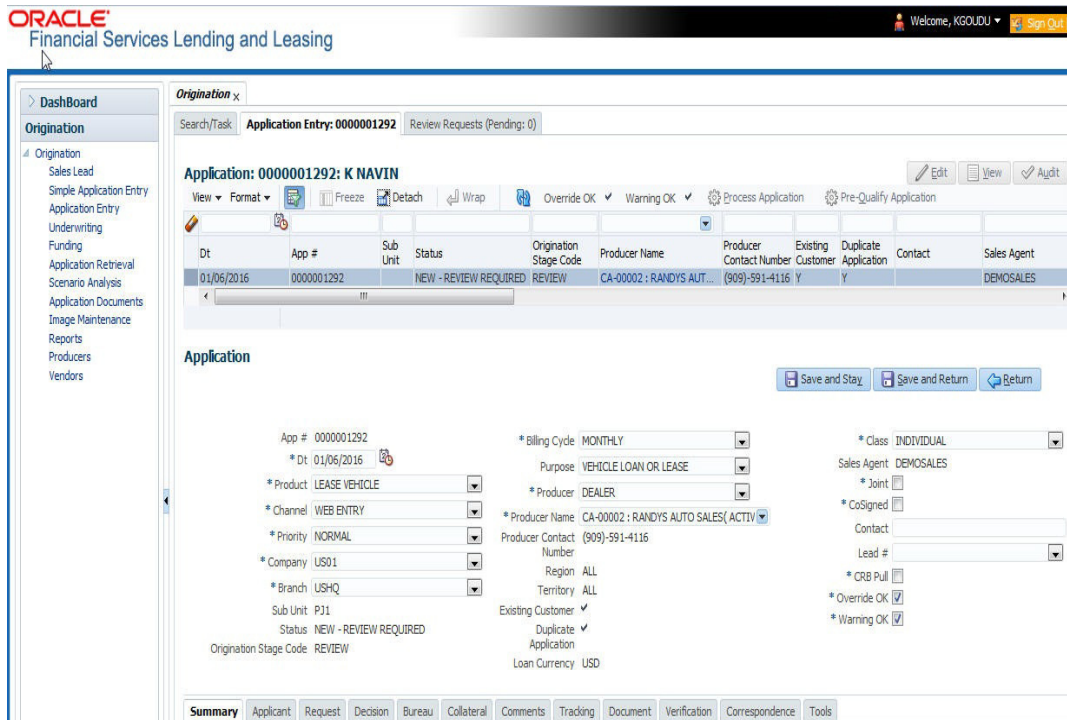 ORACLE'
Financial Services Lending and Leasing
Welcome, KGOUDU
Sign Out
DashBoard
Origination
Origination
Sales Lead
Simple Application Entry
Application Entry
Underwriting
Funding
Application Retrieval
Scenario Analysis
Application Documents
Image Maintenance
Reports
Producers
Vendors
Origination x
Search/Task Application Entry: 0000001292 Review Requests (Pending: 0)
Application: 0000001292: K NAVIN
Edit View Audit
View Format Freeze Detach Wrap Override OK Warning OK Process Application Pre-Qualify Application
Dt App # Sub Unit Status Origination Stage Code Producer Name Producer Contact Number Existing Customer Duplicate Application Contact Sales Agent
01/06/2016 0000001292 NEW - REVIEW REQUIRED REVIEW CA-00002 : RANDYS AUT... (909)-591-4116 Y Y DEMOSALES
Application
Save and Stay Save and Return Return
App # 0000001292
* Dt 01/06/2016
* Product LEASE VEHICLE
* Channel WEB ENTRY
* Priority NORMAL
* Company US01
* Branch USHQ
Sub Unit PJ1
Status NEW - REVIEW REQUIRED
Origination Stage Code REVIEW
* Billing Cycle MONTHLY
Purpose VEHICLE LOAN OR LEASE
* Producer DEALER
* Producer Name CA-00002 : RANDYS AUTO SALES( ACTIV
Producer Contact (909)-591-4116
Number
Region ALL
Territory ALL
Existing Customer
Duplicate
Application
Loan Currency USD
* Class INDIVIDUAL
Sales Agent DEMOSALES
* Joint
* CoSigned
Contact
Lead #
* CRB Pull
* Override OK
* Warning OK
Summary Applicant Request Decision Bureau Collateral Comments Tracking Document Verification Correspondence Tools